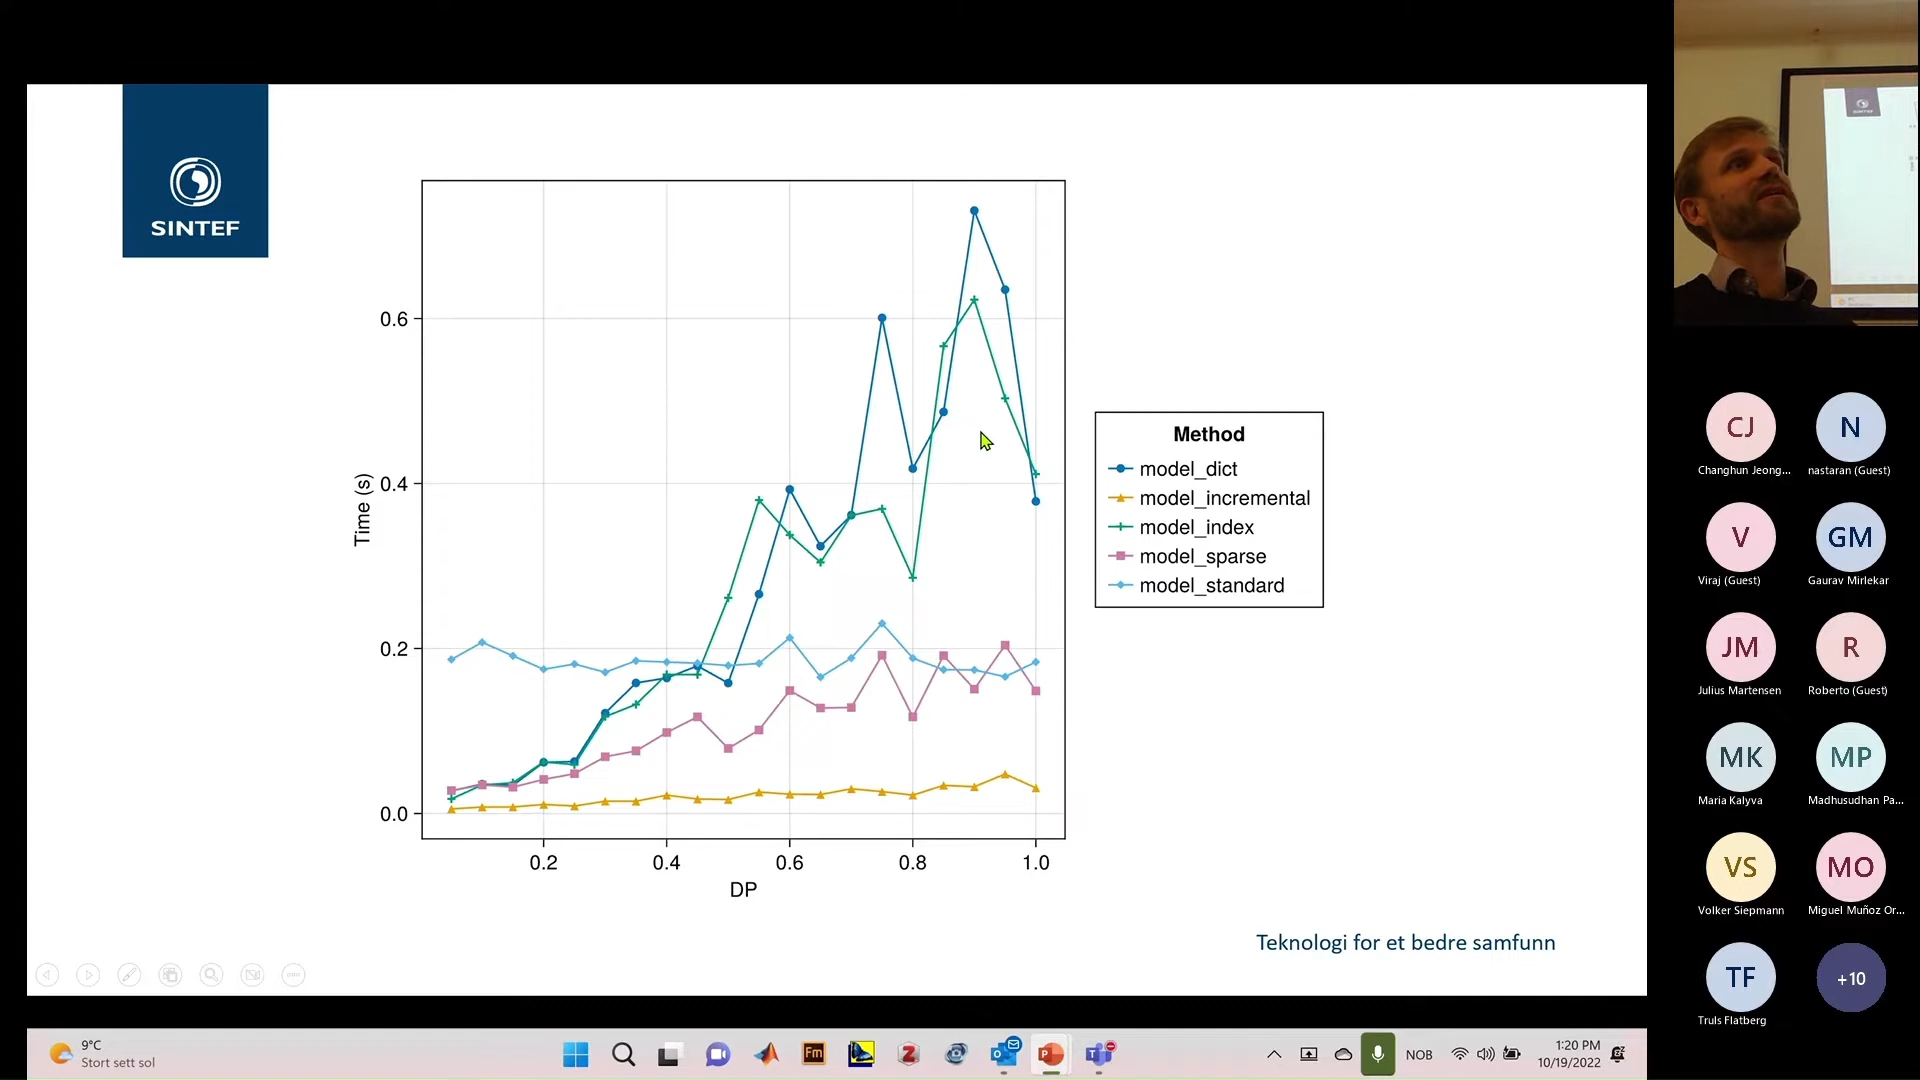 SINTEF
0.6
0.4
0.2
0.0
Time (s)
0.2 0.4 0.6 0.8 1.0
DP
Method
model_dict
model_incremental
model_index
model_sparse
model_standard
Teknologi for et bedre samfunn
CJ N
Changhun Jeong... nastaran (Guest)
V GM
Viraj (Guest) Gaurav Mirlekar
JM R
Julius Martensen Roberto (Guest)
MK MP
Maria Kalyva Madhusudhan Pa...
VS MO
Volker Siepmann Miguel Muñoz Or...
TF +10
Truls Flatberg
9°C
Stort sett sol
Fm
Z
NOB
1:20 PM
10/19/2022